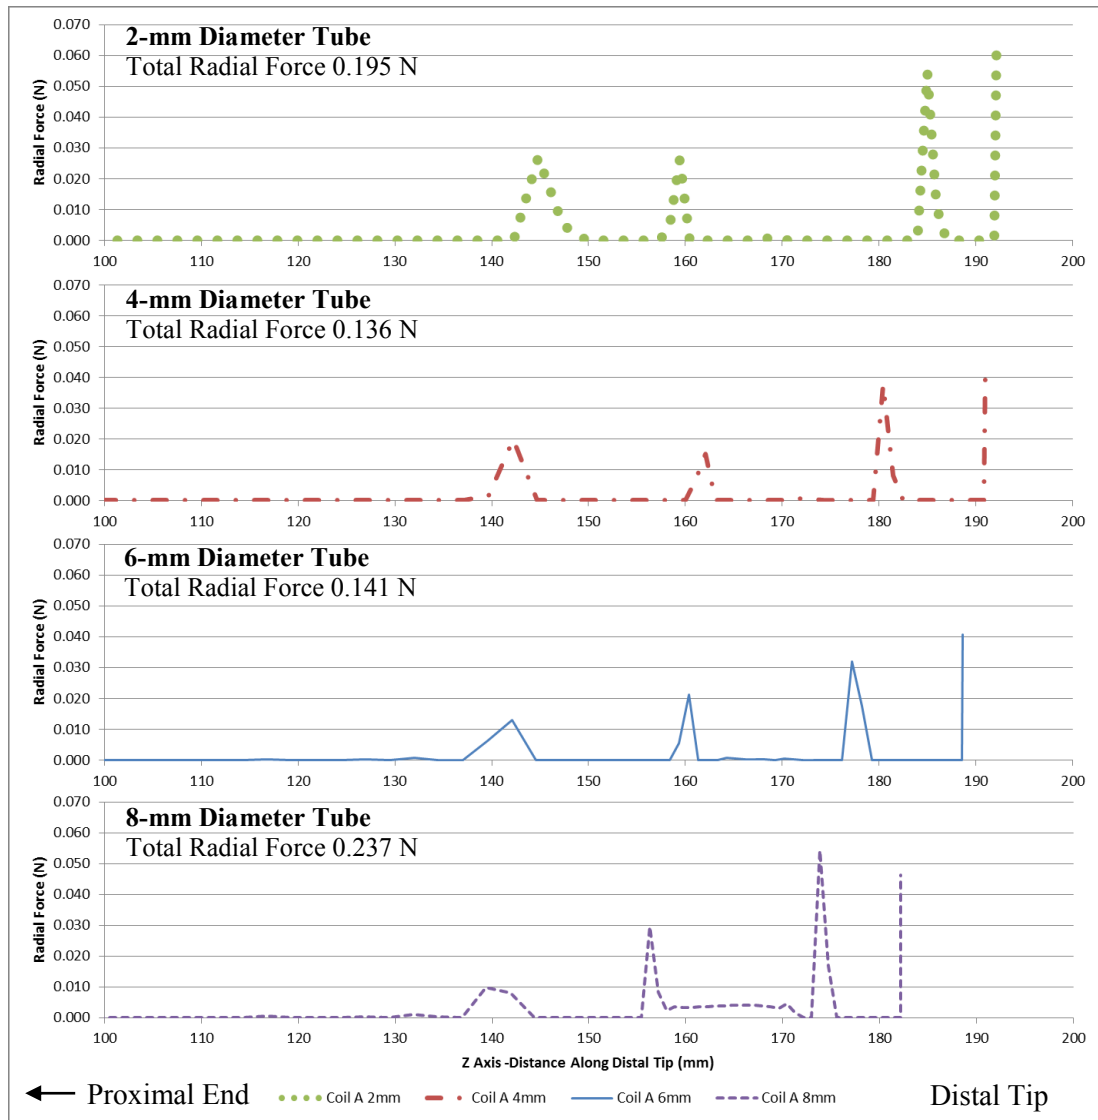 2-mm Diameter Tube
Total Radial Force 0.195 N
Radial Force (N)
0.070
0.060
0.050
0.040
0.030
0.020
0.010
0.000
100 110 120 130 140 150 160 170 180 190 200
4-mm Diameter Tube
Total Radial Force 0.136 N
Radial Force (N)
0.070
0.060
0.050
0.040
0.030
0.020
0.010
0.000
100 110 120 130 140 150 160 170 180 190 200
6-mm Diameter Tube
Total Radial Force 0.141 N
Radial Force (N)
0.070
0.060
0.050
0.040
0.030
0.020
0.010
0.000
100 110 120 130 140 150 160 170 180 190 200
8-mm Diameter Tube
Total Radial Force 0.237 N
Radial Force (N)
0.070
0.060
0.050
0.040
0.030
0.020
0.010
0.000
100 110 120 130 140 150 160 170 180 190 200
Z Axis -Distance Along Distal Tip (mm)
Proximal End Coil A 2mm Coil A 4mm Coil A 6mm Coil A 8mm Distal Tip